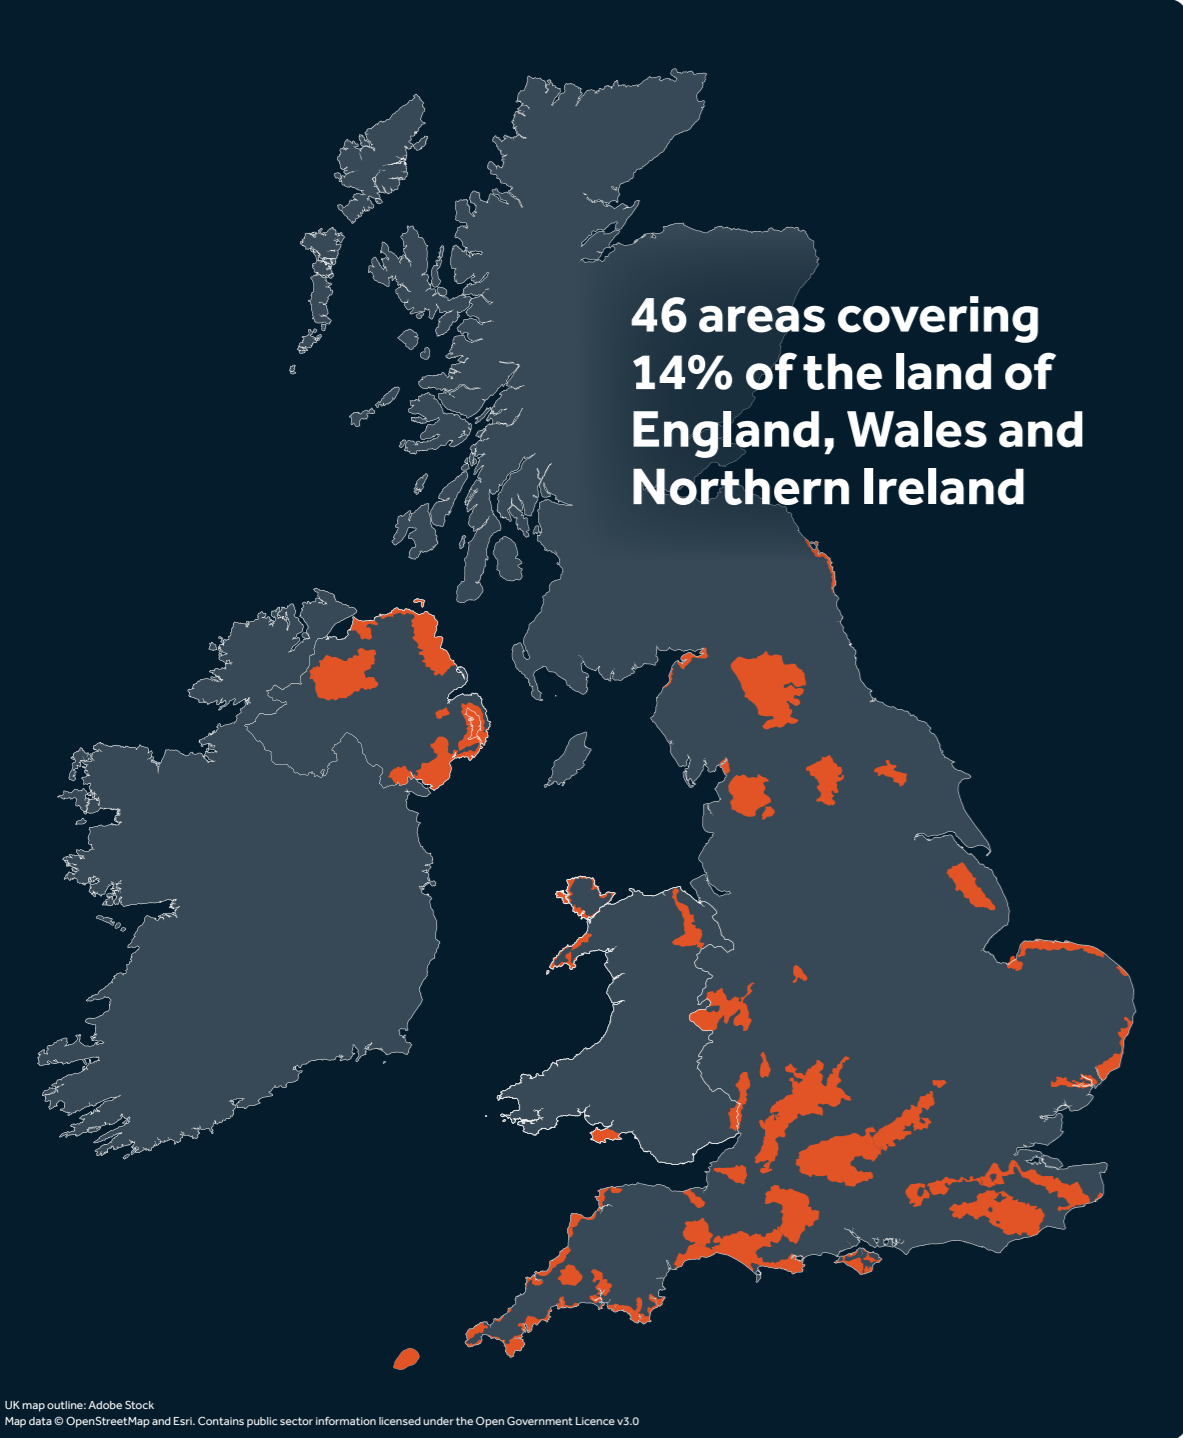 46 areas covering
14% of the land of
England, Wales and
Northern Ireland
UK map outline: Adobe Stock
Map data © OpenStreetMap and Esri. Contains public sector information licensed under the Open Government Licence v3.0